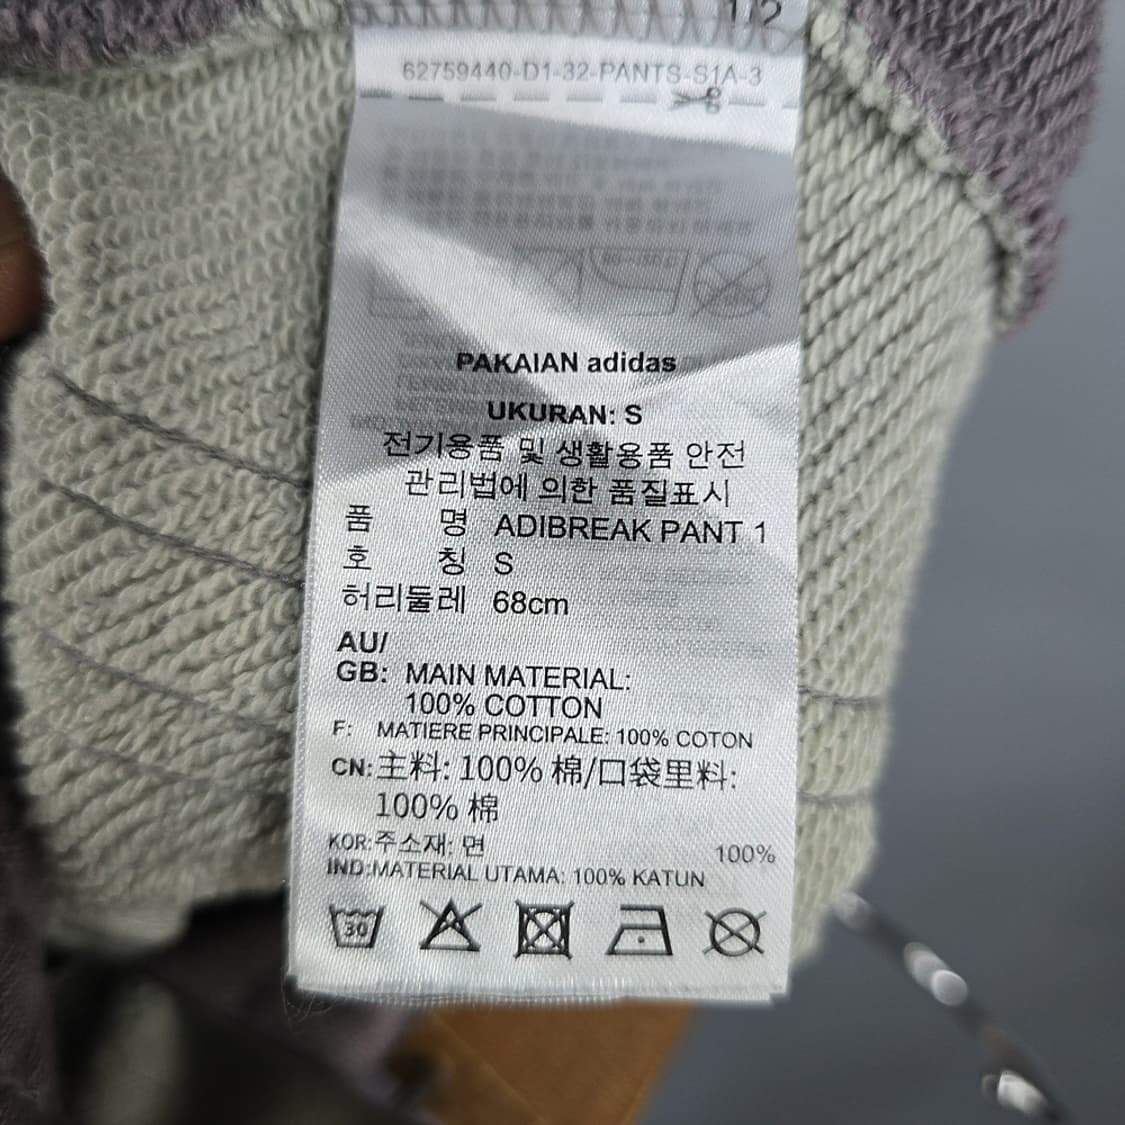 1/2
62759440-D1-32-PANTS-S1A-3
PAKAIAN adidas
UKURAN: S
전기용품 및 생활용품 안전
관리법에 의한 품질표시
품 명 ADIBREAK PANT 1
호 칭 S
허리둘레 68cm
AU/
GB: MAIN MATERIAL:
100% COTTON
F: MATIERE PRINCIPALE: 100% COTON
CN: 主料: 100% 棉/口袋里料:
100% 棉
KOR: 주소재: 면 100%
IND: MATERIAL UTAMA: 100% KATUN
30